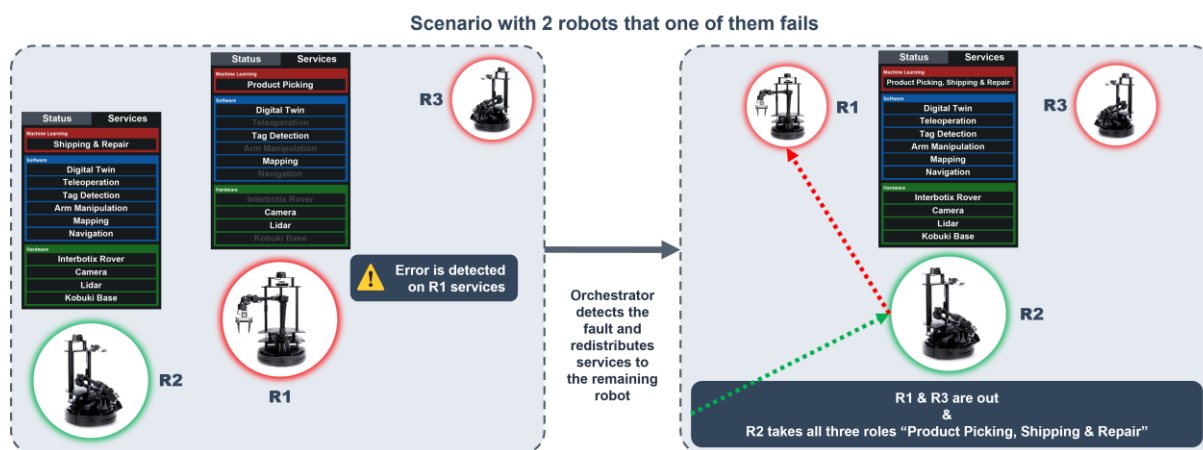 Scenario with 2 robots that one of them fails
Status Services
Machine Learning
Shipping & Repair
Software
Digital Twin
Teleoperation
Tag Detection
Arm Manipulation
Mapping
Navigation
Hardware
Interbotix Rover
Camera
Lidar
Kobuki Base
R2
Status Services
Machine Learning
Product Picking
Software
Digital Twin
Teleoperation
Tag Detection
Arm Manipulation
Mapping
Navigation
Hardware
Interbotix Rover
Camera
Lidar
Kobuki Base
R1
R3
Error is detected
on R1 services
Orchestrator
detects the
fault and
redistributes
services to
the remaining
robot
R1
Status Services
Machine Learning
Product Picking, Shipping & Repair
Software
Digital Twin
Teleoperation
Tag Detection
Arm Manipulation
Mapping
Navigation
Hardware
Interbotix Rover
Camera
Lidar
Kobuki Base
R3
R2
R1 & R3 are out
&
R2 takes all three roles “Product Picking, Shipping & Repair”